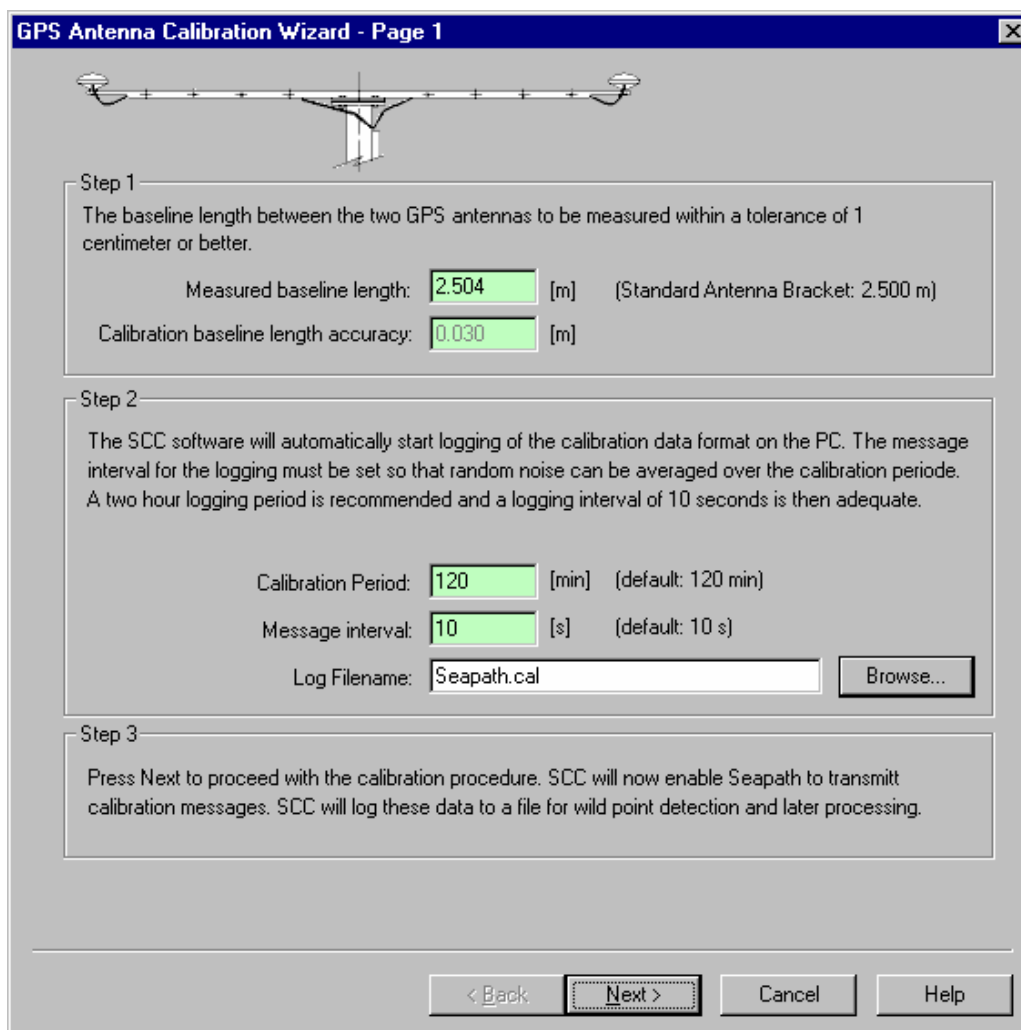 GPS Antenna Calibration Wizard - Page 1
Step 1
The baseline length between the two GPS antennas to be measured within a tolerance of 1
centimeter or better.
Measured baseline length: 2.504 [m] (Standard Antenna Bracket: 2.500 m)
Calibration baseline length accuracy: 0.030 [m]
Step 2
The SCC software will automatically start logging of the calibration data format on the PC. The message
interval for the logging must be set so that random noise can be averaged over the calibration periode.
A two hour logging period is recommended and a logging interval of 10 seconds is then adequate.
Calibration Period: 120 [min] (default: 120 min)
Message interval: 10 [s] (default: 10 s)
Log Filename: Seapath.cal Browse...
Step 3
Press Next to proceed with the calibration procedure. SCC will now enable Seapath to transmitt
calibration messages. SCC will log these data to a file for wild point detection and later processing.
< Back Next > Cancel Help